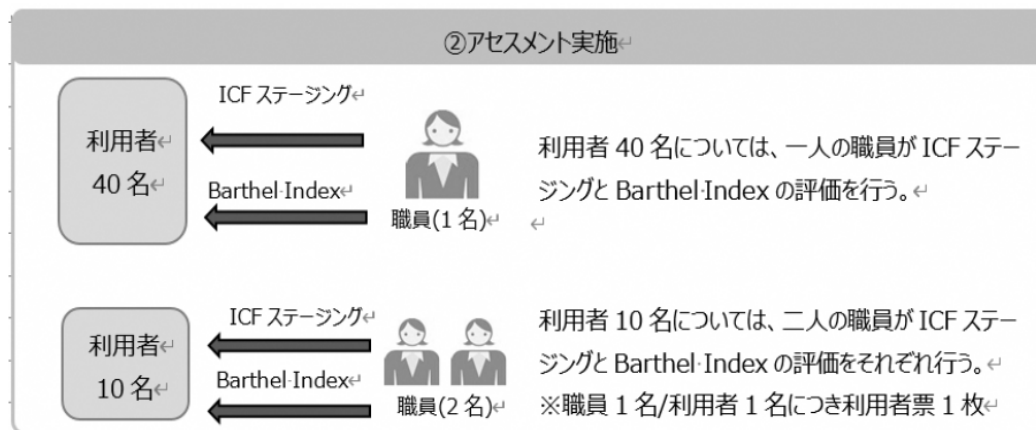 ②アセスメント実施↵
ICF ステージング↵
利用者↵
40 名↵
Barthel·Index↵
職員(1 名)↵
利用者 40 名については、一人の職員が ICF ステー
ジングと Barthel·Index の評価を行う。↵
↵
ICF ステージング↵
利用者↵
10 名↵
Barthel·Index↵
職員(2 名)↵
利用者 10 名については、二人の職員が ICF ステー
ジングと Barthel·Index の評価をそれぞれ行う。↵
※職員 1 名/利用者 1 名につき利用者票 1 枚↵